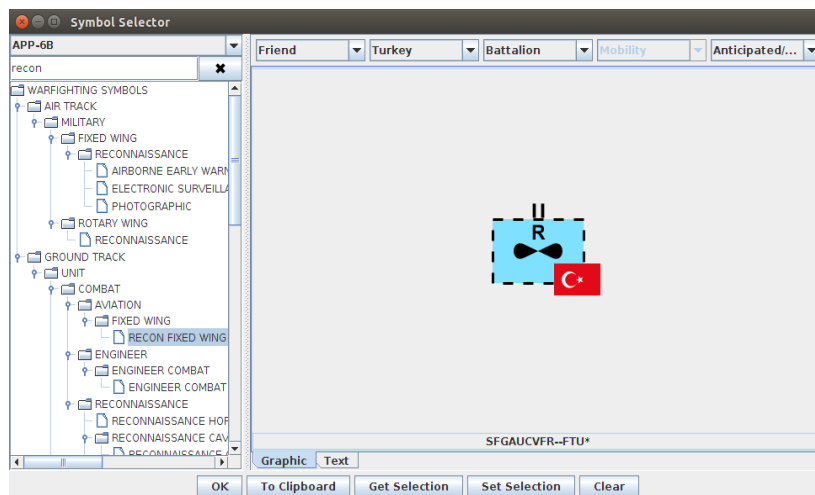 Symbol Selector
APP-6B
Friend
Turkey
Battalion
Mobility
Anticipated/...
recon
WARFIGHTING SYMBOLS
AIR TRACK
MILITARY
FIXED WING
RECONNAISSANCE
AIRBORNE EARLY WARN
ELECTRONIC SURVEILLA
PHOTOGRAPHIC
ROTARY WING
RECONNAISSANCE
GROUND TRACK
UNIT
COMBAT
AVIATION
FIXED WING
RECON FIXED WING
ENGINEER
ENGINEER COMBAT
ENGINEER COMBAT
RECONNAISSANCE
RECONNAISSANCE HOR
RECONNAISSANCE CAV
R
SFGAUCVFR--FTU*
Graphic
Text
OK
To Clipboard
Get Selection
Set Selection
Clear